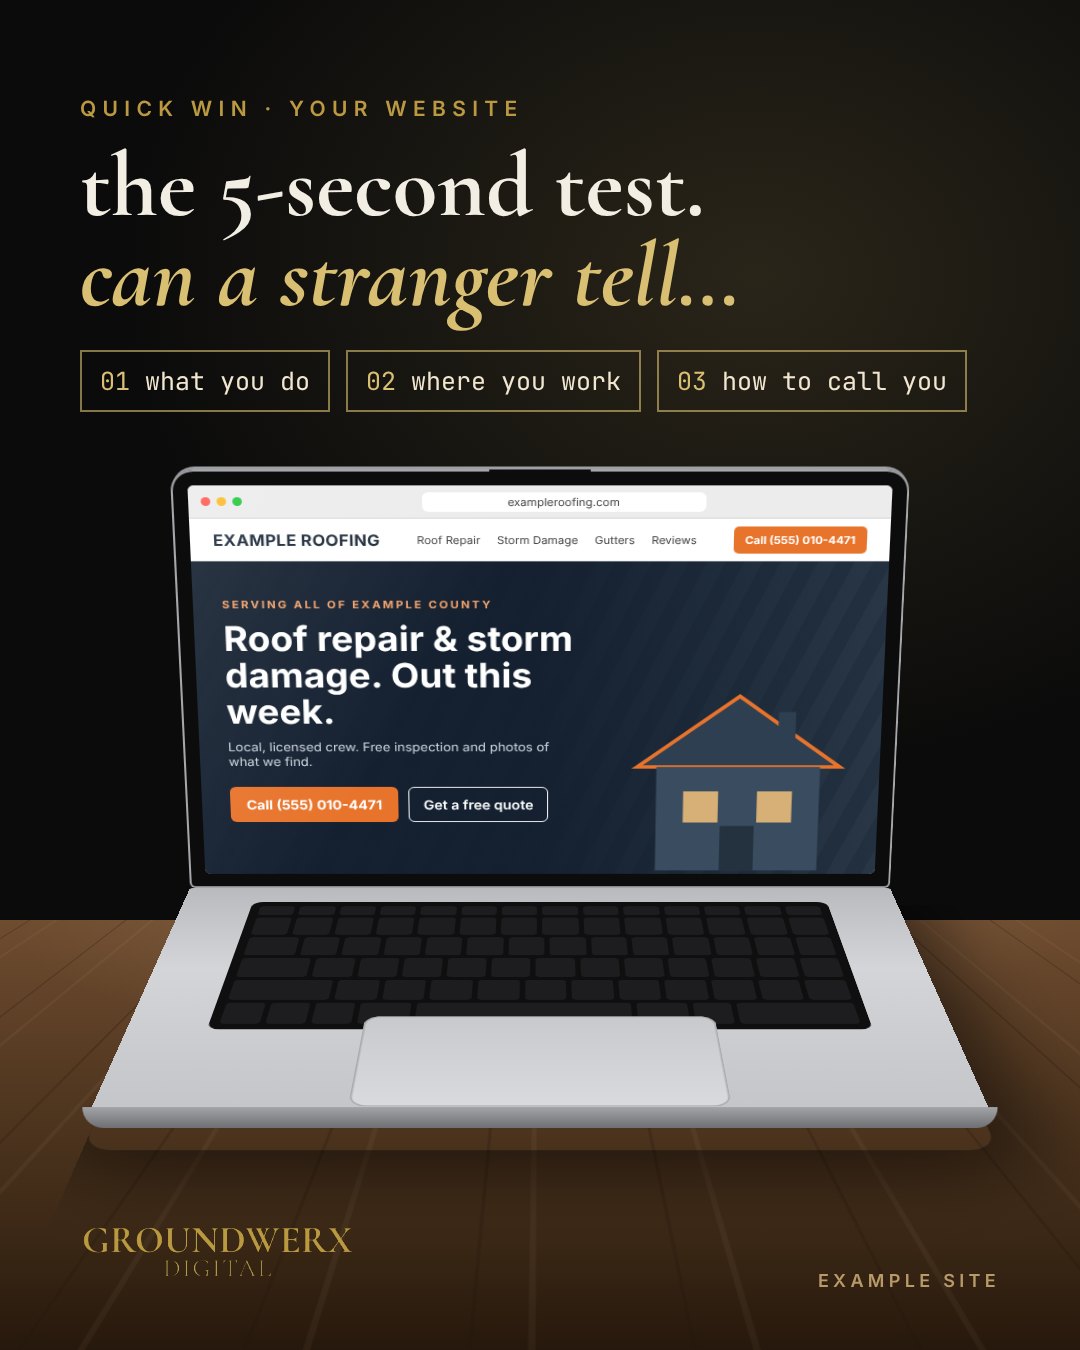 QUICK WIN · YOUR WEBSITE
the 5-second test.
can a stranger tell...
01 what you do
02 where you work
03 how to call you
exampleroofing.com
EXAMPLE ROOFING
Roof Repair
Storm Damage
Gutters
Reviews
Call (555) 010-4471
SERVING ALL OF EXAMPLE COUNTY
Roof repair & storm
damage. Out this
week.
Local, licensed crew. Free inspection and photos of
what we find.
Call (555) 010-4471
Get a free quote
GROUNDWERX
DIGITAL
EXAMPLE SITE